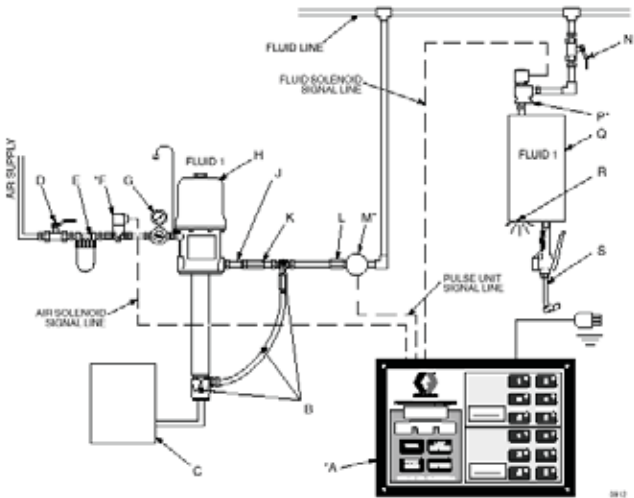 FLUID LINE
N
FLUID SOLENOID
SIGNAL LINE
P*
Q
FLUID 1
H
FLUID 1
AIR SUPPLY
D
E
*F
G
J
R
K
L
M*
S
PULSE UNIT
SIGNAL LINE
AIR SOLENOID
SIGNAL LINE
B
C
*A